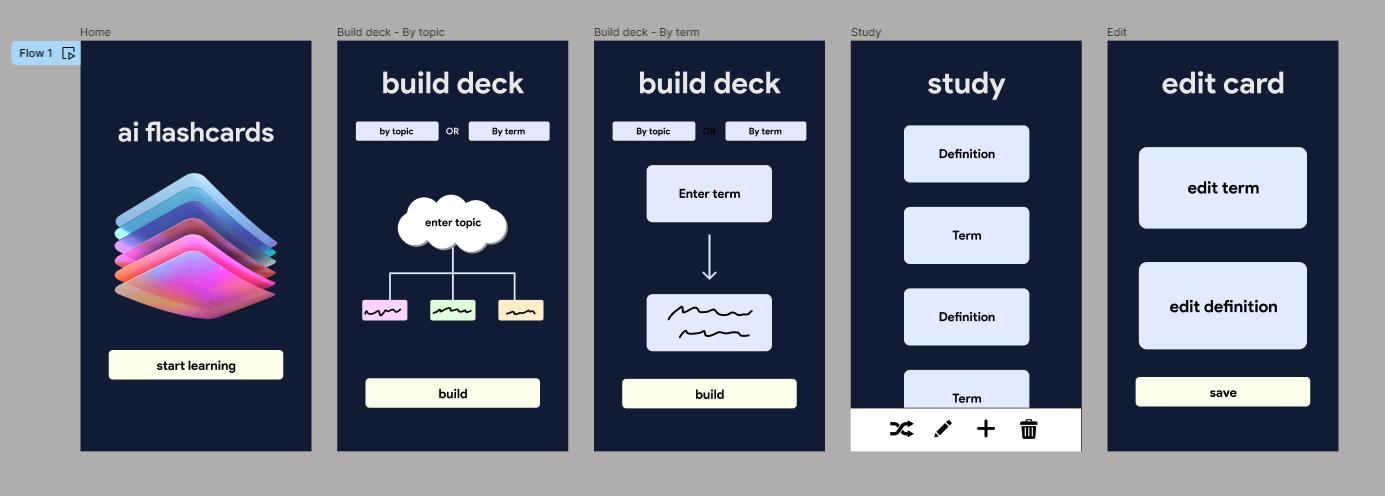 Flow 1
Home
ai flashcards
start learning
Build deck - By topic
build deck
by topic OR By term
enter topic
build
Build deck - By term
build deck
By topic OR By term
Enter term
build
Study
study
Definition
Term
Definition
Term
Edit
edit card
edit term
edit definition
save